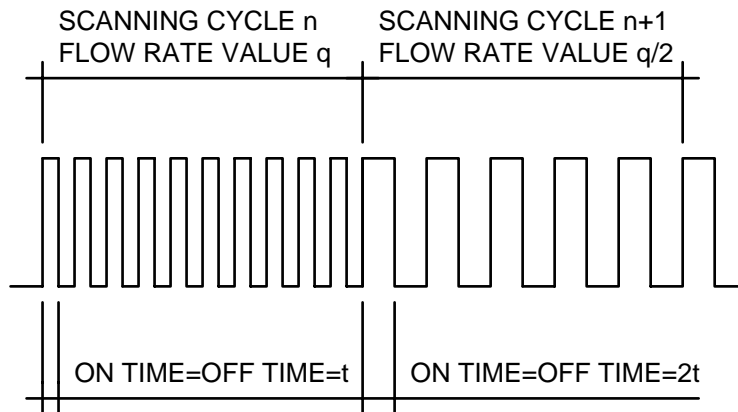 SCANNING CYCLE n
FLOW RATE VALUE q
SCANNING CYCLE n+1
FLOW RATE VALUE q/2
ON TIME=OFF TIME=t
ON TIME=OFF TIME=2t